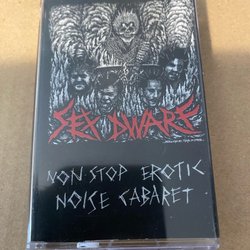 SEX DWARF
NON-STOP EROTIC
NOISE CABARET